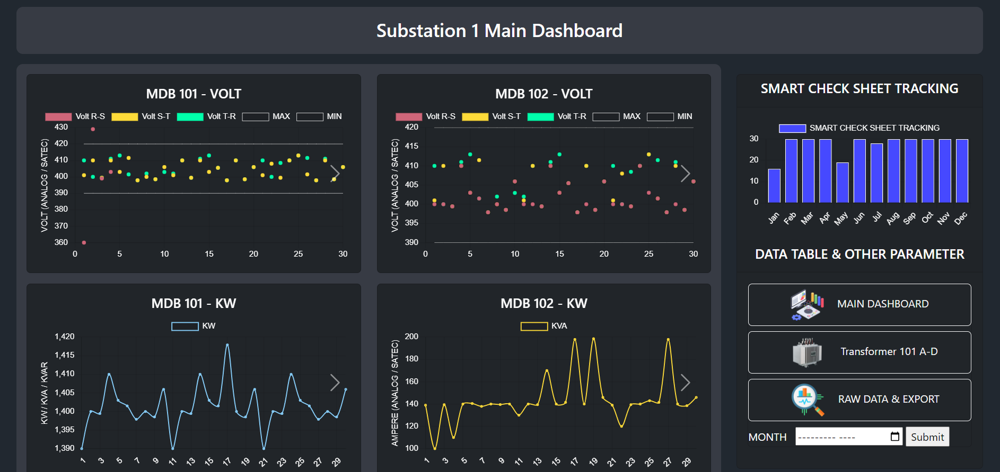 Substation 1 Main Dashboard
MDB 101 - VOLT
Volt R-S Volt S-T Volt T-R MAX MIN
VOLT (ANALOG / SATEC)
430
420
410
400
390
380
370
360
0 5 10 15 20 25 30
MDB 102 - VOLT
Volt R-S Volt S-T Volt T-R MAX MIN
VOLT (ANALOG / SATEC)
420
415
410
405
400
395
390
0 5 10 15 20 25 30
MDB 101 - KW
KW
KW / KVA / KVAR
1,420
1,415
1,410
1,405
1,400
1,395
1,390
1 3 5 7 9 11 13 15 17 19 21 23 25 27 29
MDB 102 - KW
KVA
AMPERE (ANALOG / SATEC)
200
180
160
140
120
100
1 3 5 7 9 11 13 15 17 19 21 23 25 27 29
SMART CHECK SHEET TRACKING
SMART CHECK SHEET TRACKING
30
20
10
0
Jan Feb Mar Apr May Jun Jul Aug Sep Oct Nov Dec
DATA TABLE & OTHER PARAMETER
MAIN DASHBOARD
Transformer 101 A-D
RAW DATA & EXPORT
MONTH --------- ---- Submit